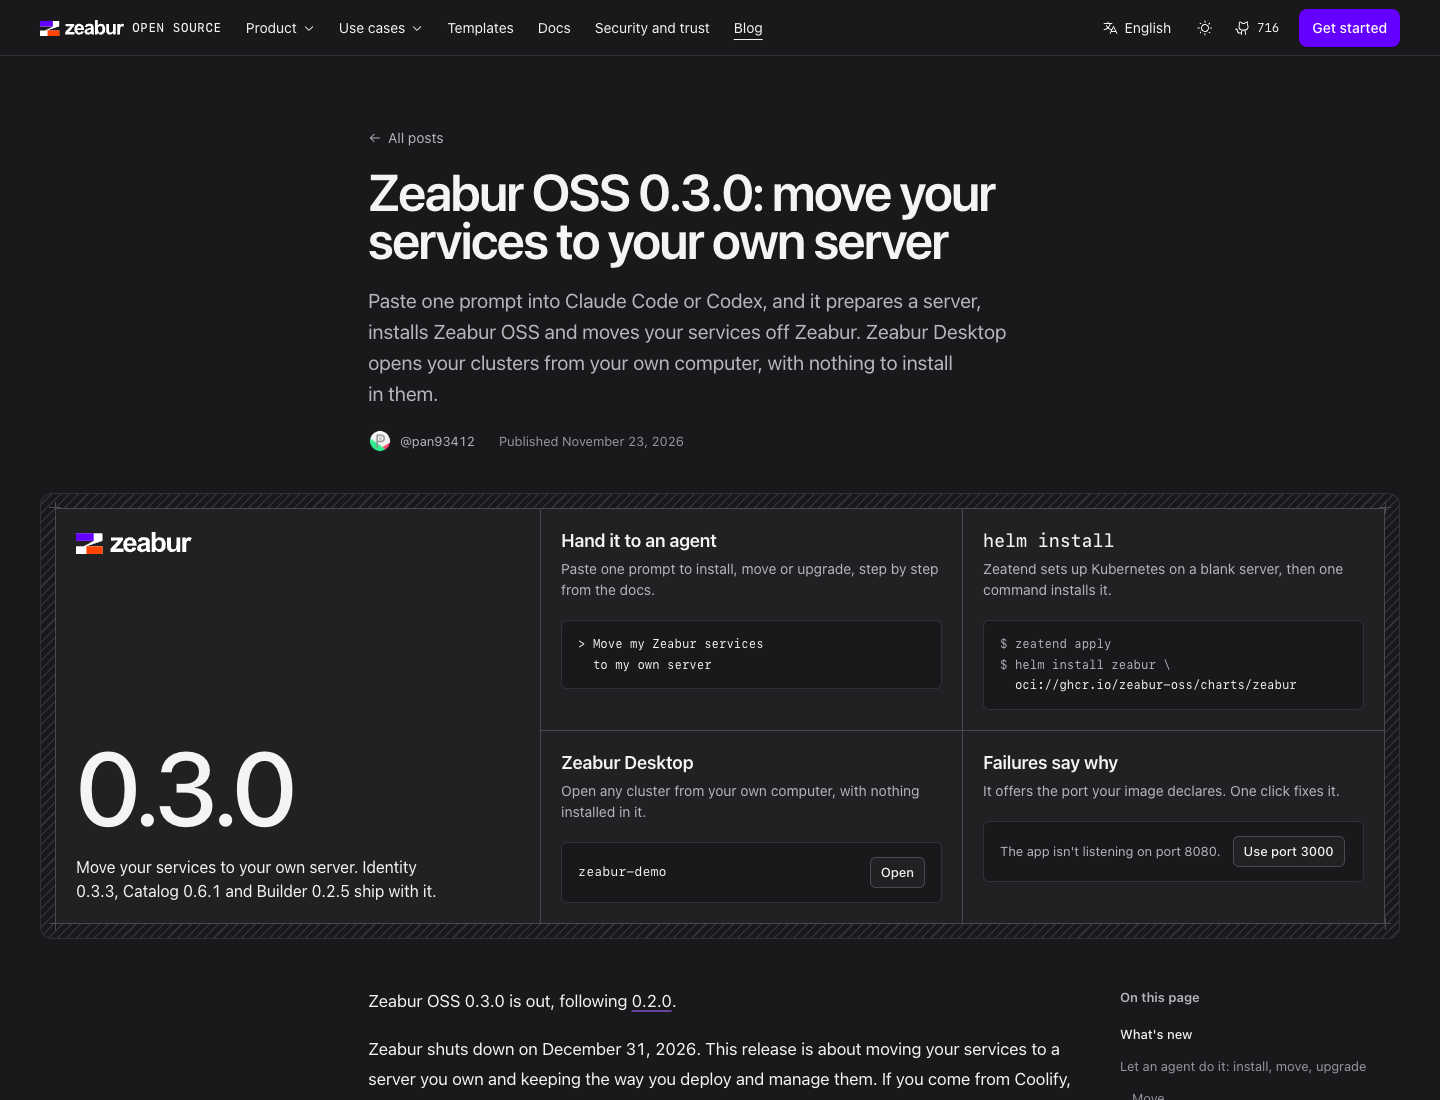 zeabur OPEN SOURCE Product Use cases Templates Docs Security and trust Blog English 716 Get started
← All posts
Zeabur OSS 0.3.0: move your
services to your own server
Paste one prompt into Claude Code or Codex, and it prepares a server,
installs Zeabur OSS and moves your services off Zeabur. Zeabur Desktop
opens your clusters from your own computer, with nothing to install
in them.
@pan93412 Published November 23, 2026
zeabur
0.3.0
Move your services to your own server. Identity
0.3.3, Catalog 0.6.1 and Builder 0.2.5 ship with it.
Hand it to an agent
Paste one prompt to install, move or upgrade, step by step
from the docs.
> Move my Zeabur services
to my own server
helm install
Zeatend sets up Kubernetes on a blank server, then one
command installs it.
$ zeatend apply
$ helm install zeabur \
oci://ghcr.io/zeabur-oss/charts/zeabur
Zeabur Desktop
Open any cluster from your own computer, with nothing
installed in it.
zeabur-demo Open
Failures say why
It offers the port your image declares. One click fixes it.
The app isn't listening on port 8080. Use port 3000
Zeabur OSS 0.3.0 is out, following 0.2.0.
Zeabur shuts down on December 31, 2026. This release is about moving your services to a
server you own and keeping the way you deploy and manage them. If you come from Coolify,
On this page
What's new
Let an agent do it: install, move, upgrade
Move